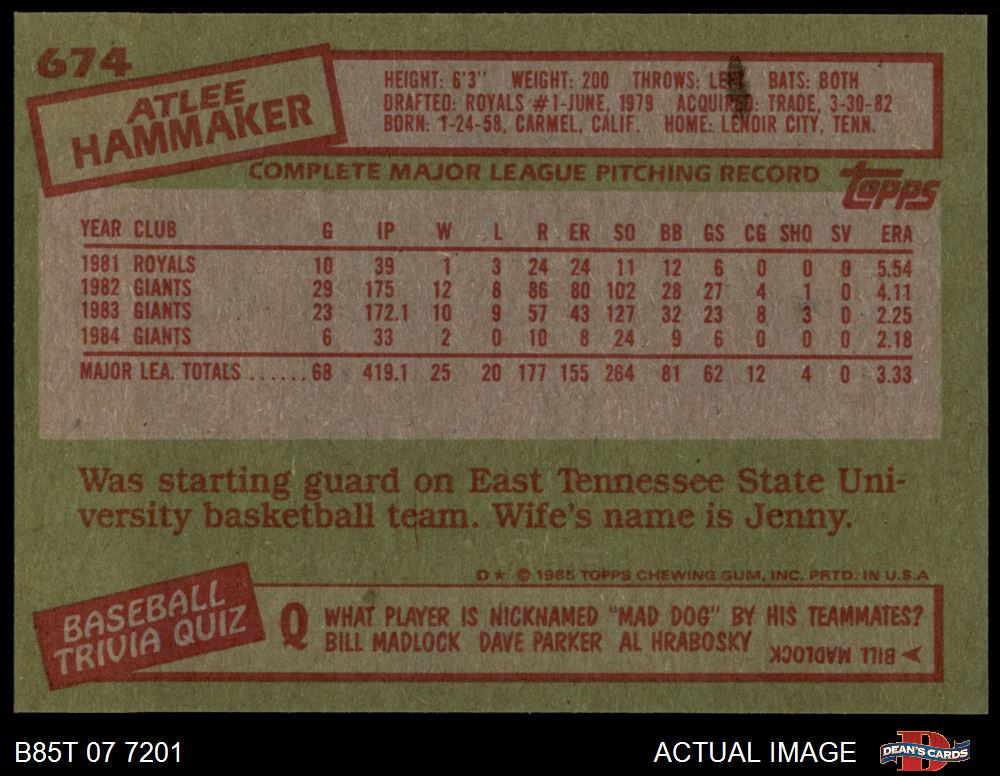 674
ATLEE
HAMMAKER
HEIGHT: 6'3" WEIGHT: 200 THROWS: LEFT BATS: BOTH
DRAFTED: ROYALS #1-JUNE, 1979 ACQUIRED: TRADE, 3-30-82
BORN: 1-24-58, CARMEL, CALIF. HOME: LENOIR CITY, TENN.
COMPLETE MAJOR LEAGUE PITCHING RECORD
topps
YEAR CLUB G IP W L R ER SO BB GS CG SHO SV ERA
1981 ROYALS 10 39 1 3 24 24 11 12 6 0 0 0 5.54
1982 GIANTS 29 175 12 8 86 80 102 28 27 4 1 0 4.11
1983 GIANTS 23 172.1 10 9 57 43 127 32 23 8 3 0 2.25
1984 GIANTS 6 33 2 0 10 8 24 9 6 0 0 0 2.18
MAJOR LEA. TOTALS ......68 419.1 25 20 177 155 264 81 62 12 4 0 3.33
Was starting guard on East Tennessee State Uni-
versity basketball team. Wife's name is Jenny.
D * © 1985 TOPPS CHEWING GUM, INC. PRTD. IN U.S.A
BASEBALL
TRIVIA QUIZ
Q WHAT PLAYER IS NICKNAMED "MAD DOG" BY HIS TEAMMATES?
BILL MADLOCK DAVE PARKER AL HRABOSKY
BILL MADLOCK
B85T 07 7201 ACTUAL IMAGE
DEAN'S CARDS